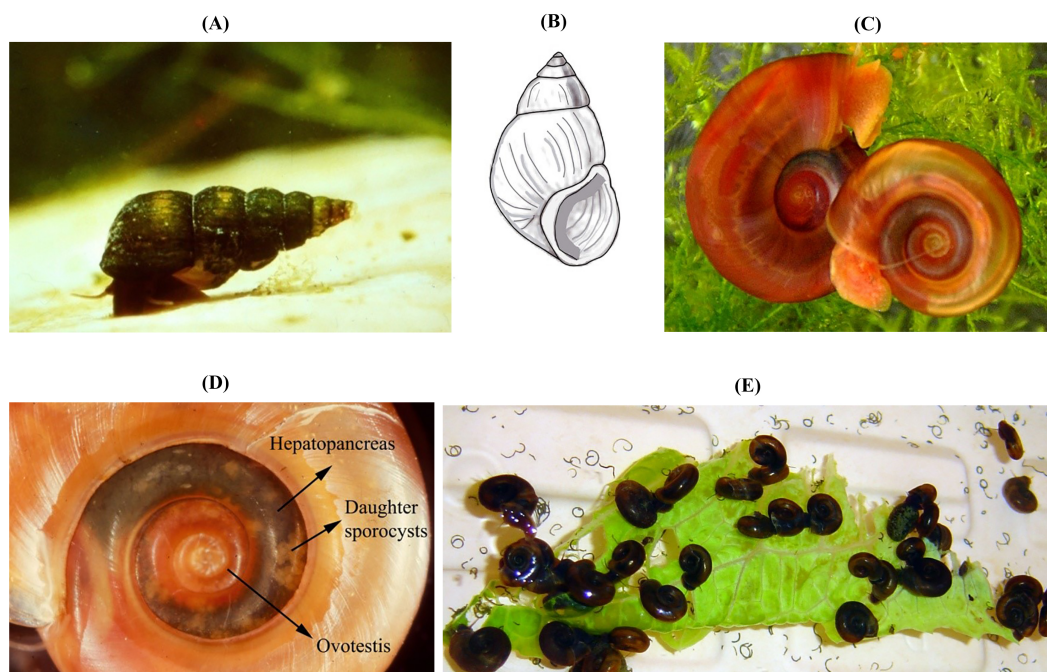 (A)
(B)
(C)
(D)
(E)
Hepatopancreas
Daughter
sporocysts
Ovotestis